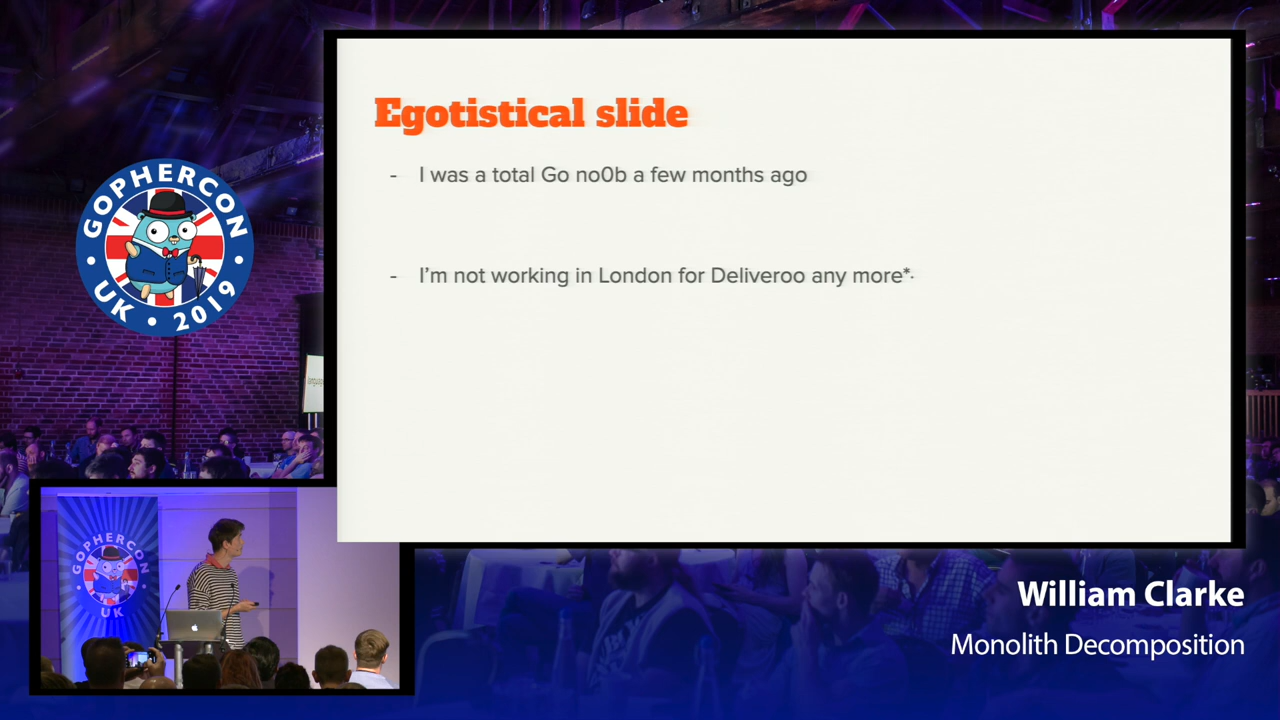 GOPHERCON
UK • 2019
Egotistical slide
- I was a total Go no0b a few months ago
- I’m not working in London for Deliveroo any more*.
GOPHERCON
UK
William Clarke
Monolith Decomposition